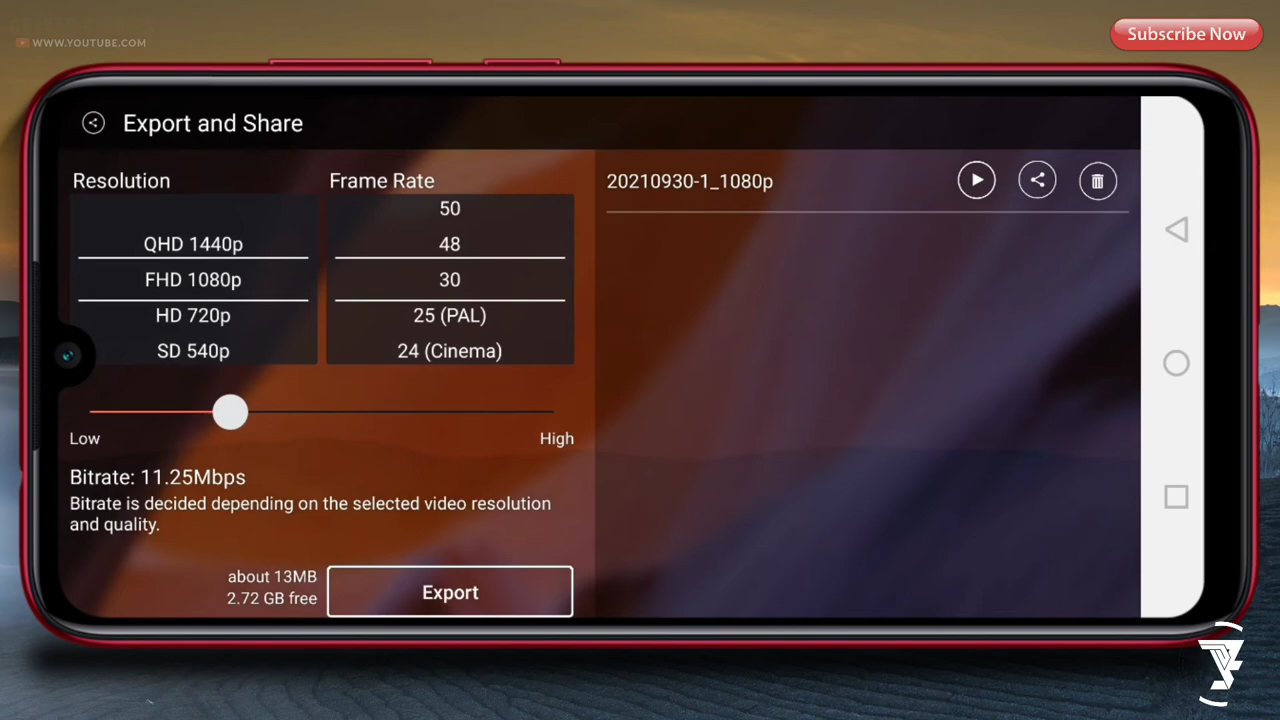 WWW.YOUTUBE.COM
Subscribe Now
Export and Share
Resolution
Frame Rate
20210930-1_1080p
50
QHD 1440p
48
FHD 1080p
30
HD 720p
25 (PAL)
SD 540p
24 (Cinema)
Low
High
Bitrate: 11.25Mbps
Bitrate is decided depending on the selected video resolution
and quality.
about 13MB
2.72 GB free
Export